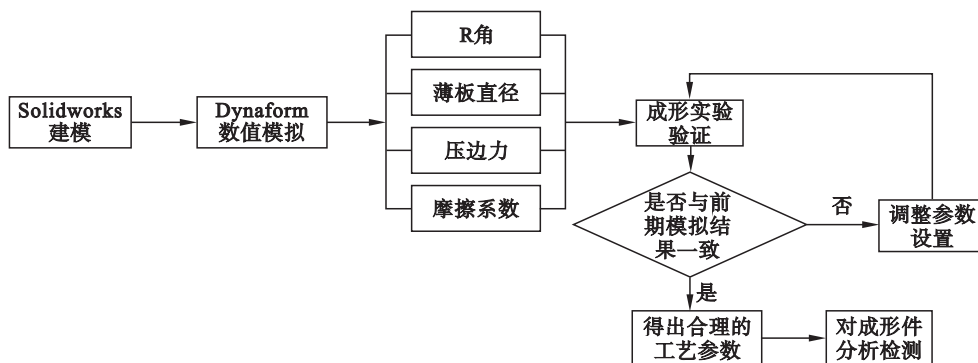 Solidworks
建模
Dynaform
数值模拟
R角
薄板直径
压边力
摩擦系数
成形实验
验证
是否与前
期模拟结
果一致
否
调整参数
设置
是
得出合理的
工艺参数
对成形件
分析检测